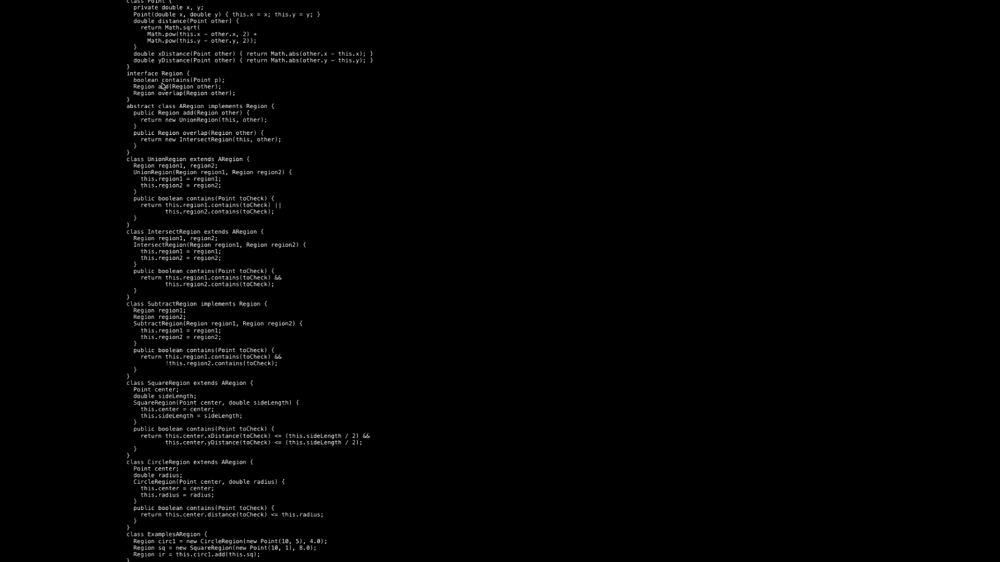 class Point {
  private double x, y;
  Point(double x, double y) { this.x = x; this.y = y; }
  double distance(Point other) {
    return Math.sqrt(
      Math.pow(this.x - other.x, 2) +
      Math.pow(this.y - other.y, 2));
  }
  double xDistance(Point other) { return Math.abs(other.x - this.x); }
  double yDistance(Point other) { return Math.abs(other.y - this.y); }
}
interface Region {
  boolean contains(Point p);
  Region add(Region other);
  Region overlap(Region other);
}
abstract class ARegion implements Region {
  public Region add(Region other) {
    return new UnionRegion(this, other);
  }
  public Region overlap(Region other) {
    return new IntersectRegion(this, other);
  }
}
class UnionRegion extends ARegion {
  Region region1, region2;
  UnionRegion(Region region1, Region region2) {
    this.region1 = region1;
    this.region2 = region2;
  }
  public boolean contains(Point toCheck) {
    return this.region1.contains(toCheck) ||
           this.region2.contains(toCheck);
  }
}
class IntersectRegion extends ARegion {
  Region region1, region2;
  IntersectRegion(Region region1, Region region2) {
    this.region1 = region1;
    this.region2 = region2;
  }
  public boolean contains(Point toCheck) {
    return this.region1.contains(toCheck) &&
           this.region2.contains(toCheck);
  }
}
class SubtractRegion implements Region {
  Region region1;
  Region region2;
  SubtractRegion(Region region1, Region region2) {
    this.region1 = region1;
    this.region2 = region2;
  }
  public boolean contains(Point toCheck) {
    return this.region1.contains(toCheck) &&
           !this.region2.contains(toCheck);
  }
}
class SquareRegion extends ARegion {
  Point center;
  double sideLength;
  SquareRegion(Point center, double sideLength) {
    this.center = center;
    this.sideLength = sideLength;
  }
  public boolean contains(Point toCheck) {
    return this.center.xDistance(toCheck) <= (this.sideLength / 2) &&
           this.center.yDistance(toCheck) <= (this.sideLength / 2);
  }
}
class CircleRegion extends ARegion {
  Point center;
  double radius;
  CircleRegion(Point center, double radius) {
    this.center = center;
    this.radius = radius;
  }
  public boolean contains(Point toCheck) {
    return this.center.distance(toCheck) <= this.radius;
  }
}
class ExamplesARegion {
  Region circ1 = new CircleRegion(new Point(10, 5), 4.0);
  Region sq = new SquareRegion(new Point(10, 1), 8.0);
  Region ir = this.circ1.add(this.sq);
}